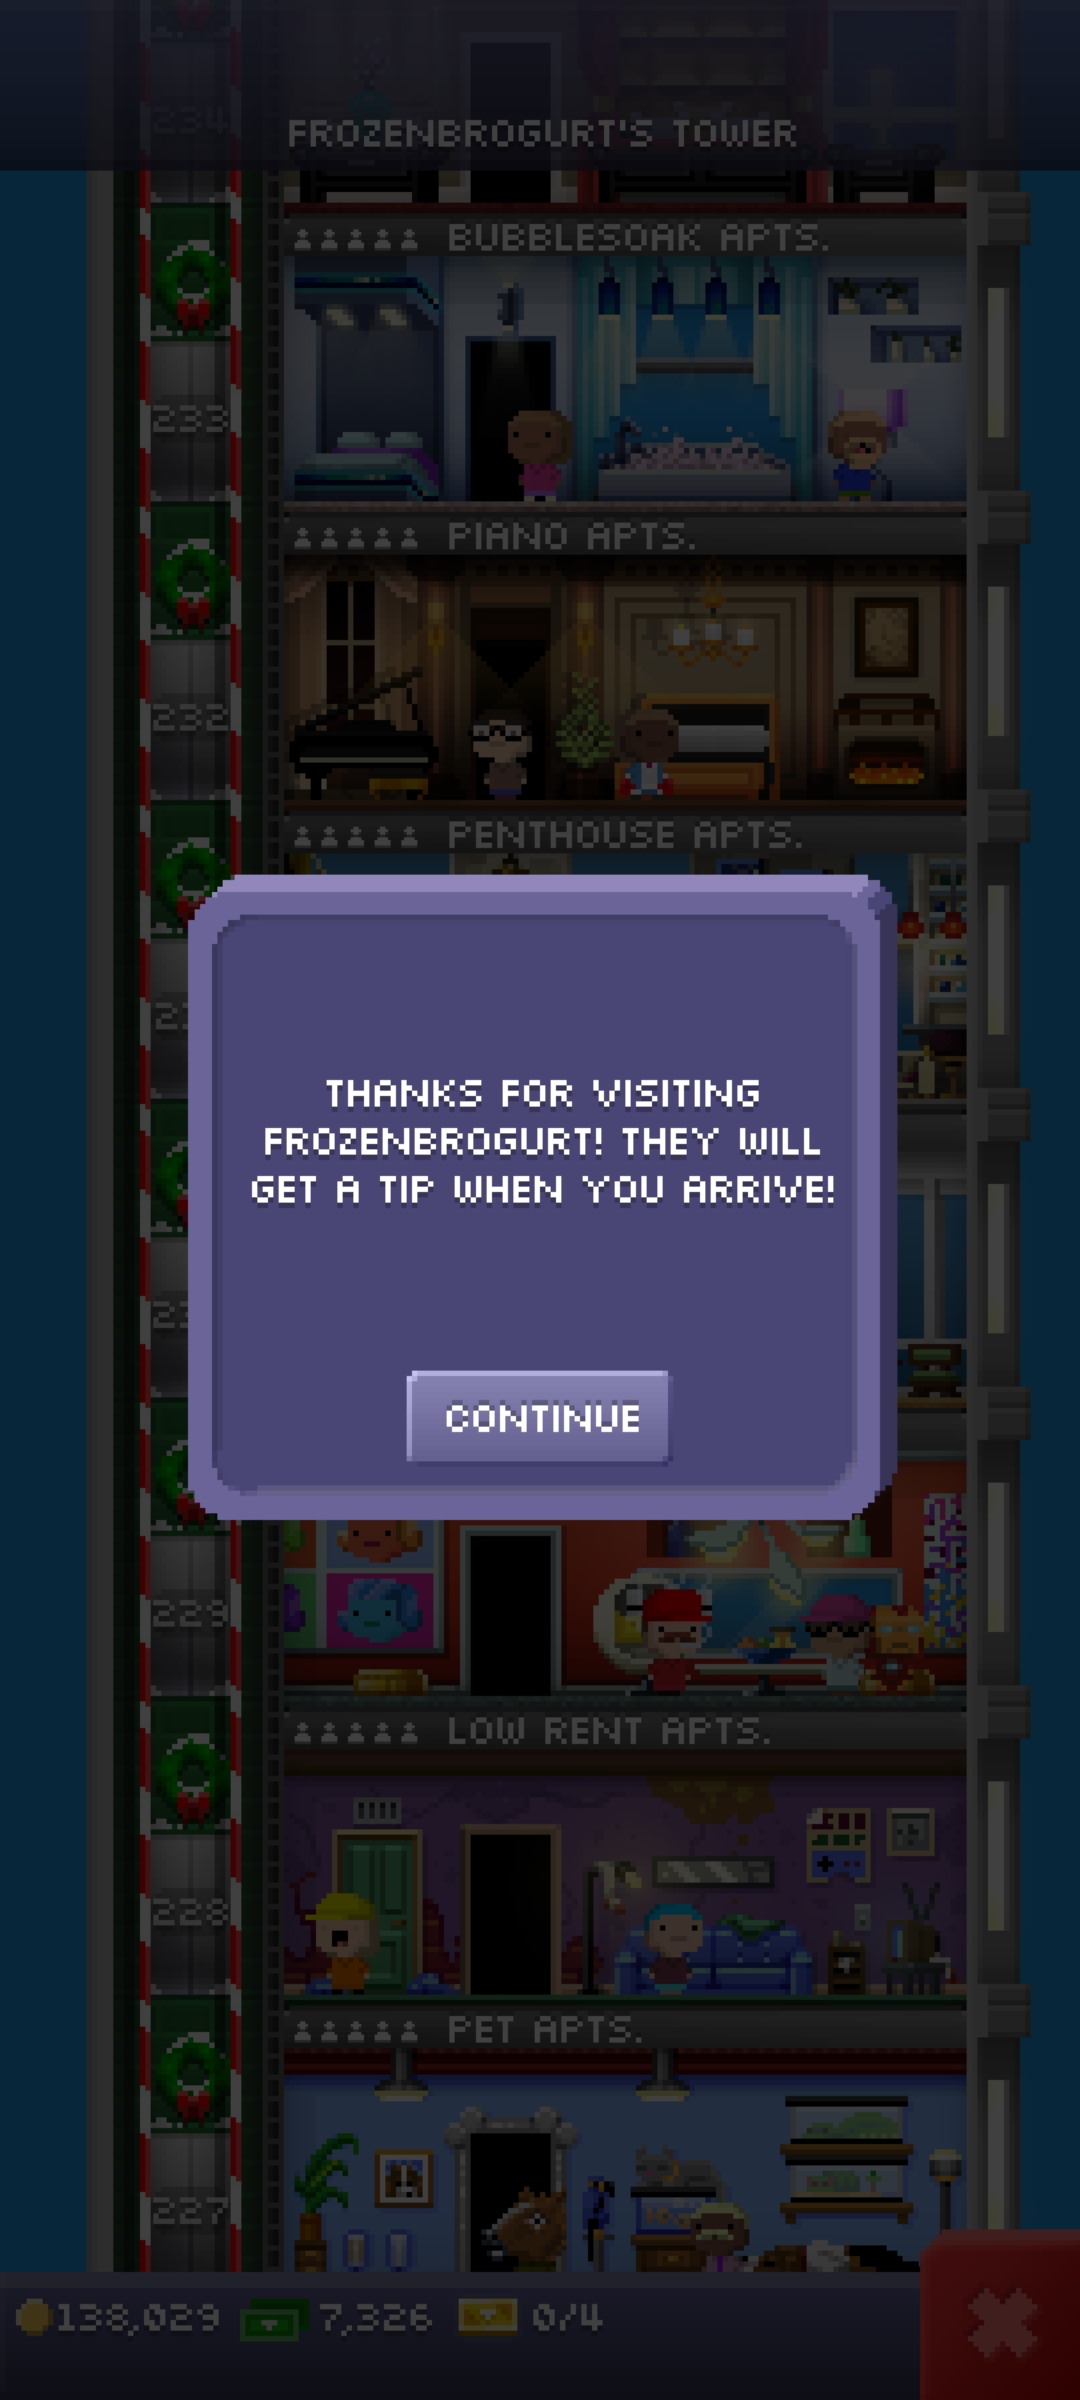 234
FROZENBROGURT'S TOWER
BUBBLESOAK APTS.
233
PIANO APTS.
232
PENTHOUSE APTS.
THANKS FOR VISITING
FROZENBROGURT! THEY WILL
GET A TIP WHEN YOU ARRIVE!
CONTINUE
229
LOW RENT APTS.
228
PET APTS.
227
138,029 7,326 0/4